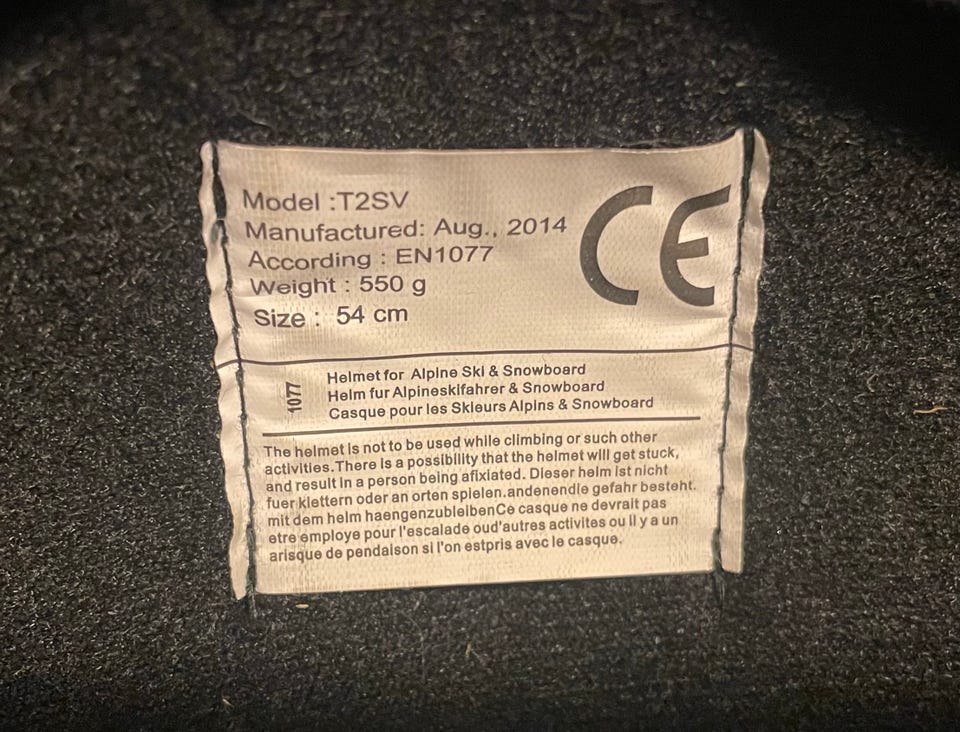 Model :T2SV
Manufactured: Aug., 2014
According : EN1077
Weight : 550 g
Size : 54 cm
CE
1077
Helmet for Alpine Ski & Snowboard
Helm fur Alpineskifahrer & Snowboard
Casque pour les Skieurs Alpins & Snowboard
The helmet is not to be used while climbing or such other
activities.There is a possibility that the helmet will get stuck,
and result in a person being afixiated. Dieser helm ist nicht
fuer klettern oder an orten spielen.andenendie gefahr besteht.
mit dem helm haengenzubleibenCe casque ne devrait pas
etre employe pour l'escalade oud'autres activites ou il y a un
arisque de pendaison si l'on estpris avec le casque.